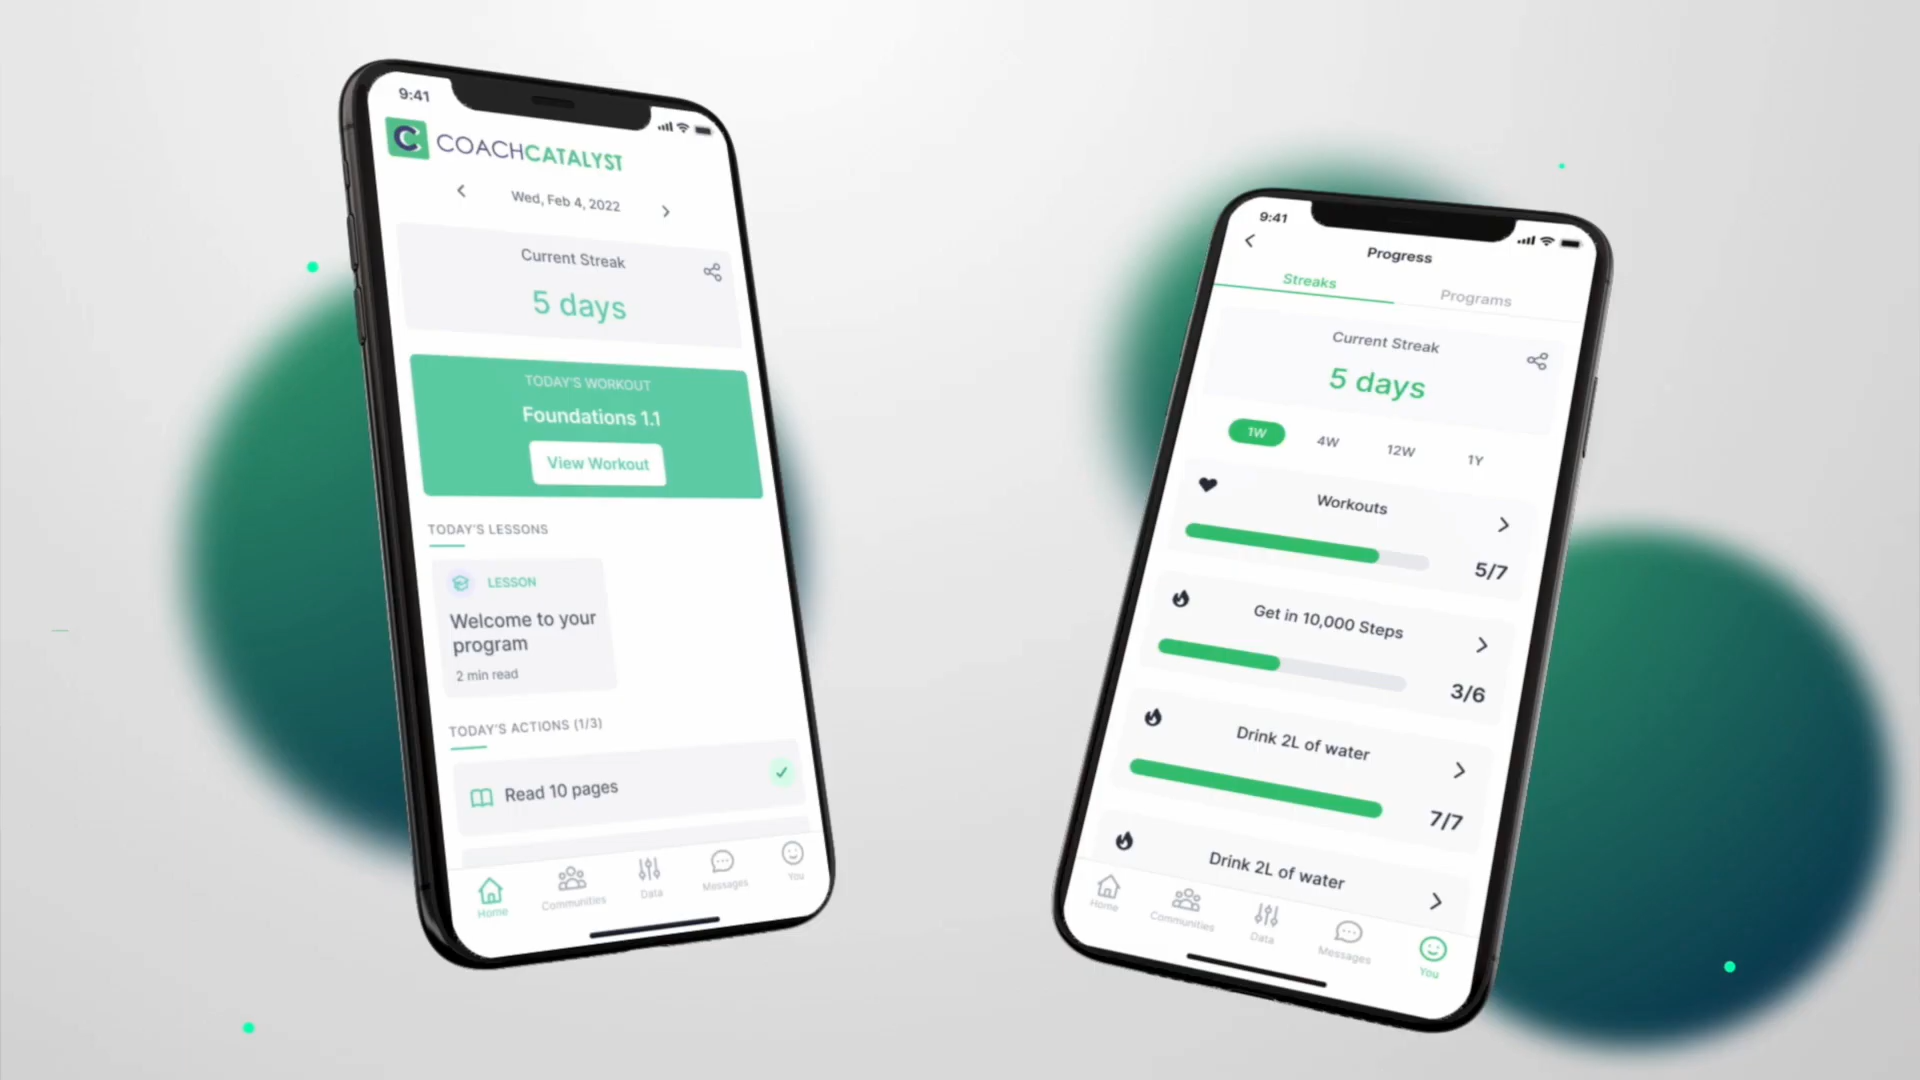 9:41
COACHCATALYST
Wed, Feb 4, 2022
Current Streak
5 days
TODAY'S WORKOUT
Foundations 1.1
View Workout
TODAY'S LESSONS
LESSON
Welcome to your
program
2 min read
TODAY'S ACTIONS (1/3)
Read 10 pages
Home
Communities
Data
Messages
You
9:41
Progress
Streaks
Programs
Current Streak
5 days
1W
4W
12W
1Y
Workouts
5/7
Get in 10,000 Steps
3/6
Drink 2L of water
7/7
Drink 2L of water
Home
Communities
Data
Messages
You